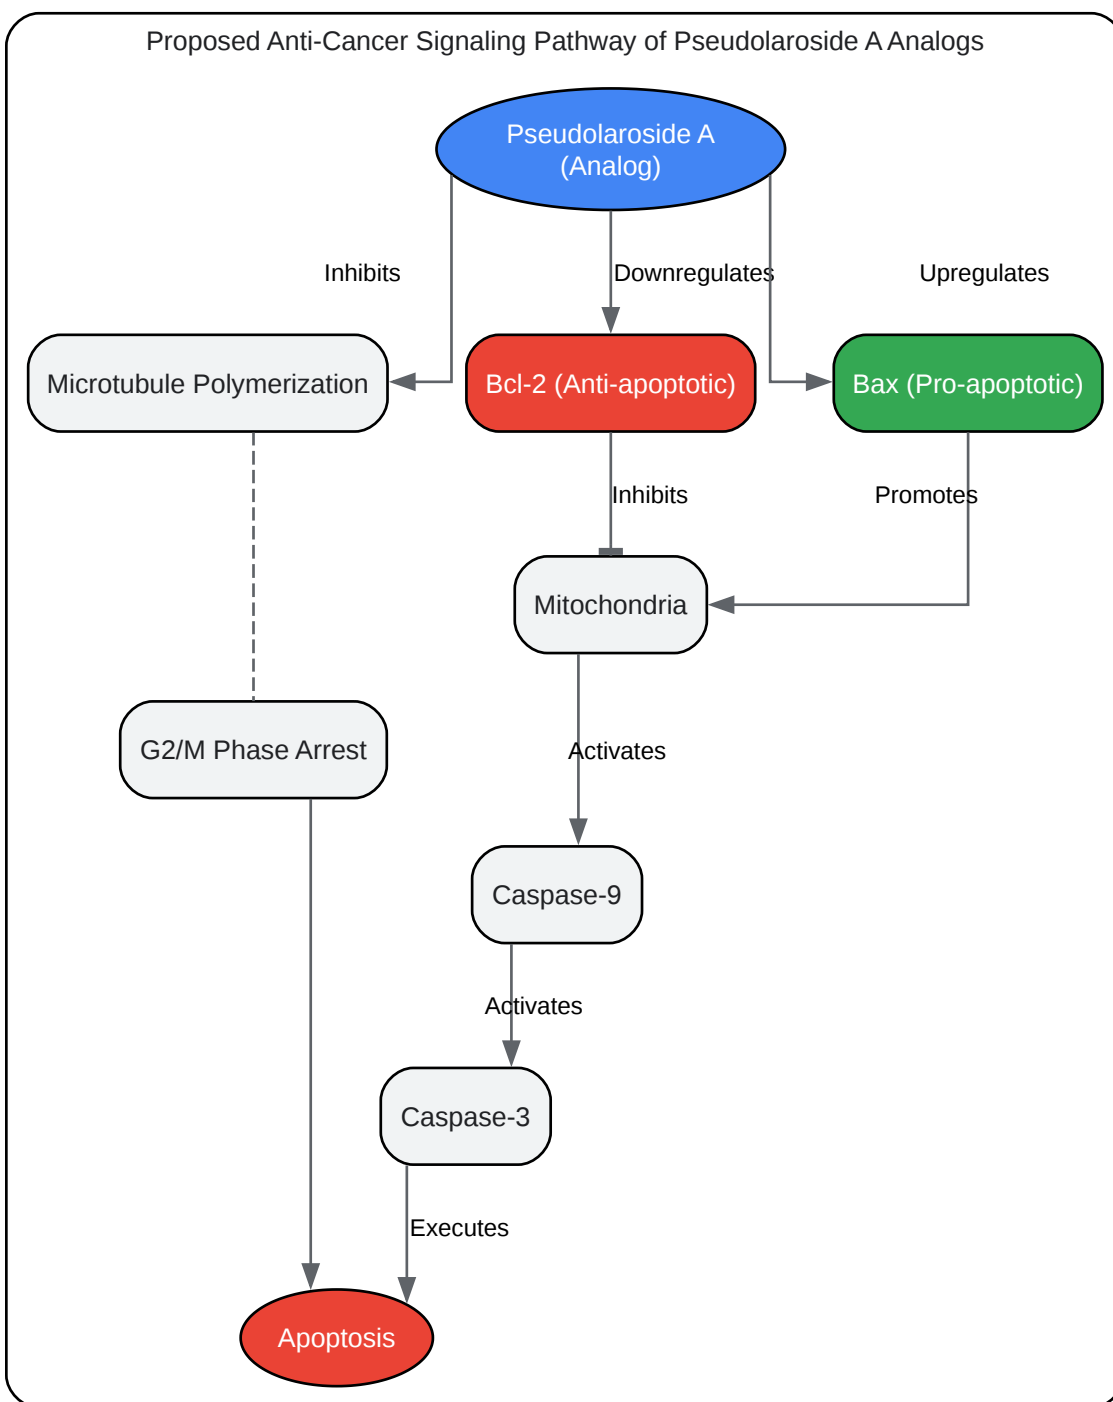 Proposed Anti-Cancer Signaling Pathway of Pseudolaroside A Analogs
Pseudolaroside A
(Analog)
Inhibits
Downregulates
Upregulates
Microtubule Polymerization
Bcl-2 (Anti-apoptotic)
Bax (Pro-apoptotic)
Inhibits
Promotes
Mitochondria
G2/M Phase Arrest
Activates
Caspase-9
Activates
Caspase-3
Executes
Apoptosis